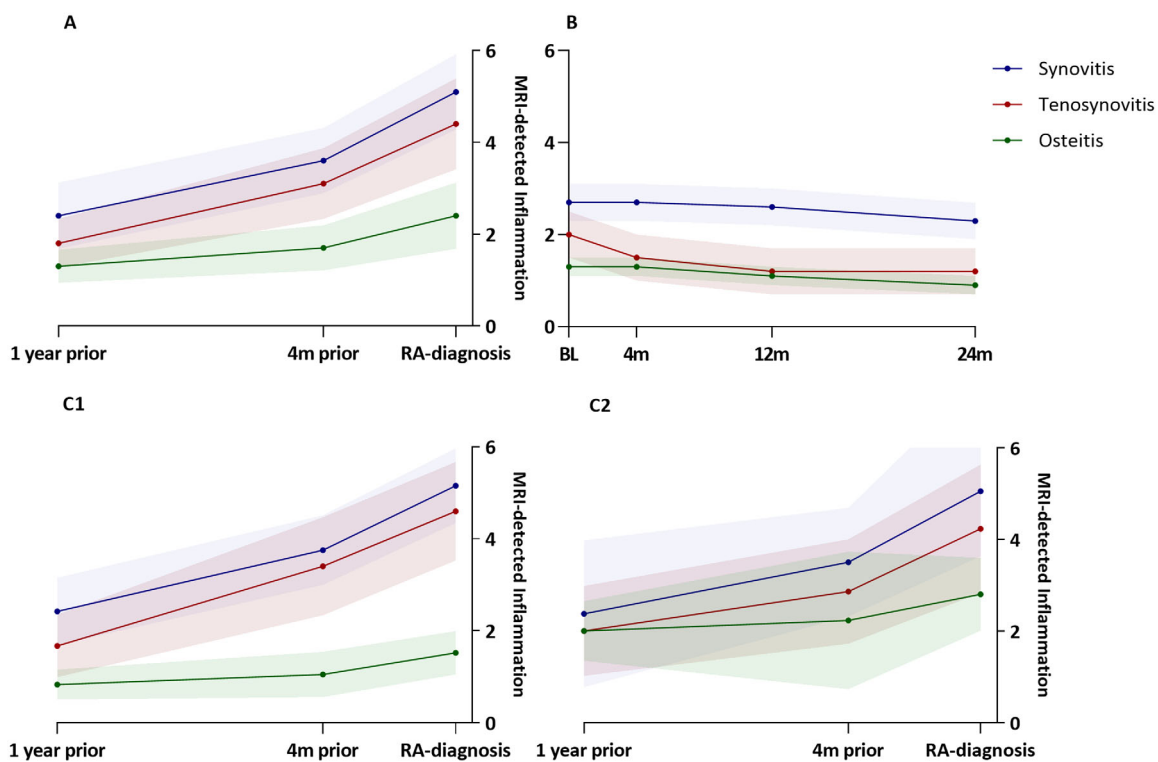 A
6
4
2
0
MRI-detected Inflammation
1 year prior
4m prior
RA-diagnosis
B
6
4
2
0
BL
4m
12m
24m
Synovitis
Tenosynovitis
Osteitis
C1
6
4
2
0
MRI-detected Inflammation
1 year prior
4m prior
RA-diagnosis
C2
6
4
2
0
MRI-detected Inflammation
1 year prior
4m prior
RA-diagnosis